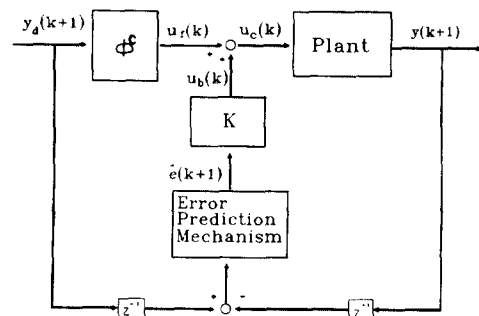 y_d(k+1)
ϕ^c
u_f(k)
+ -
u_c(k)
Plant
y(k+1)
u_b(k)
K
ê(k+1)
Error
Prediction
Mechanism
z^-1
+ -
z^-1